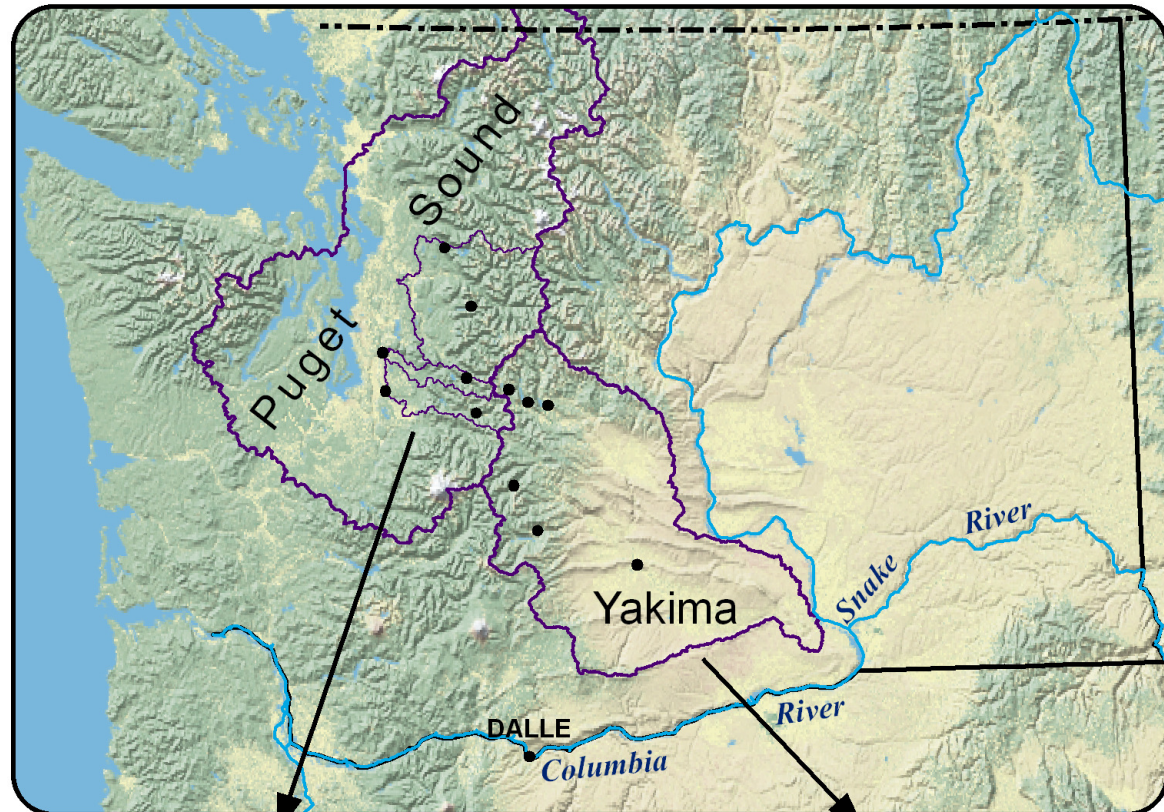 Sound
Puget
River
Snake
Yakima
River
DALLE
Columbia